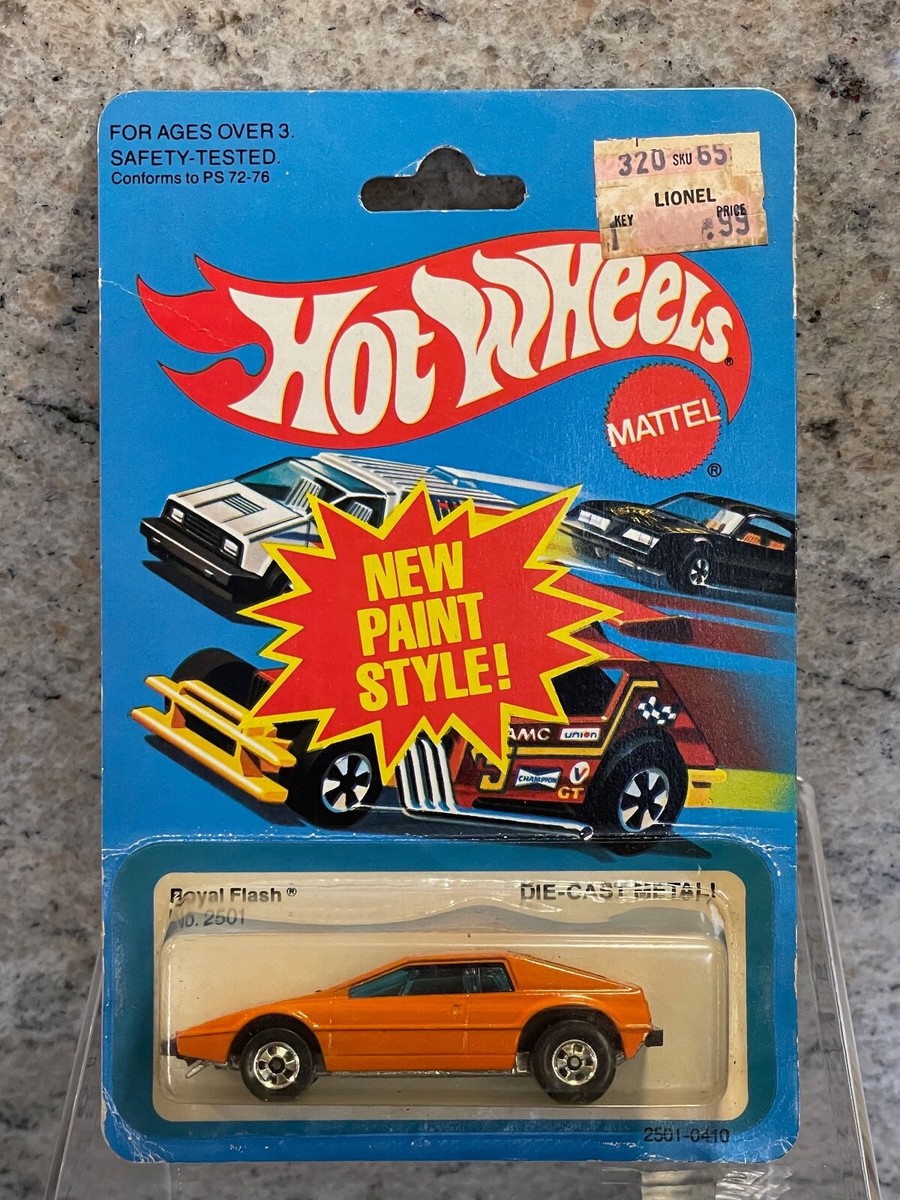 FOR AGES OVER 3.
SAFETY-TESTED.
Conforms to PS 72-76
320 SKU 65
LIONEL
KEY PRICE
1 .99
HOT WHEELS®
MATTEL
®
NEW
PAINT
STYLE!
AMC union
CHAMPION V
GT
Royal Flash® DIE-CAST METAL!
No. 2501
2501-0410